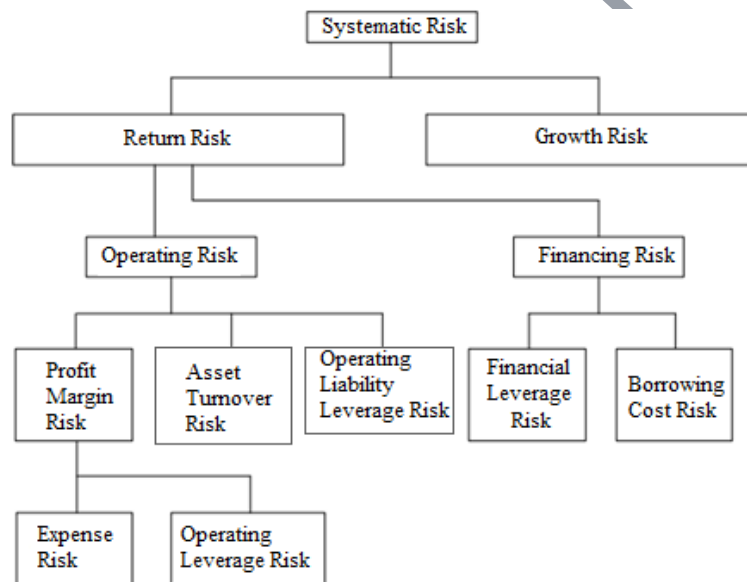 Systematic Risk
Return Risk
Growth Risk
Operating Risk
Financing Risk
Profit
Margin
Risk
Asset
Turnover
Risk
Operating
Liability
Leverage Risk
Financial
Leverage
Risk
Borrowing
Cost Risk
Expense
Risk
Operating
Leverage Risk